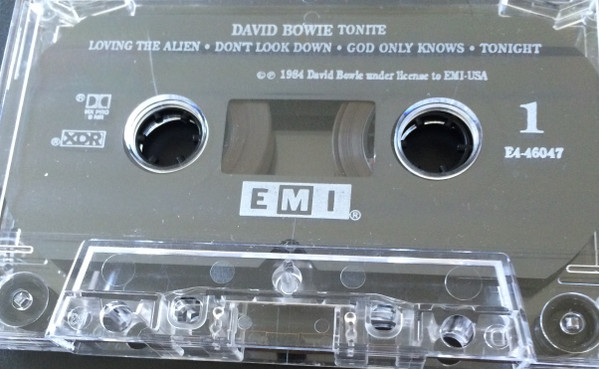 DAVID BOWIE TONITE
LOVING THE ALIEN • DON'T LOOK DOWN • GOD ONLY KNOWS • TONIGHT
©℗ 1984 David Bowie under license to EMI-USA
1
E4-46047
XDR®
EMI®